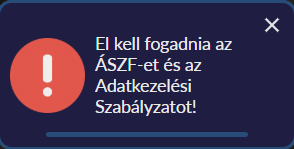 El kell fogadnia az
ÁSZF-et és az
Adatkezelési
Szabályzatot!